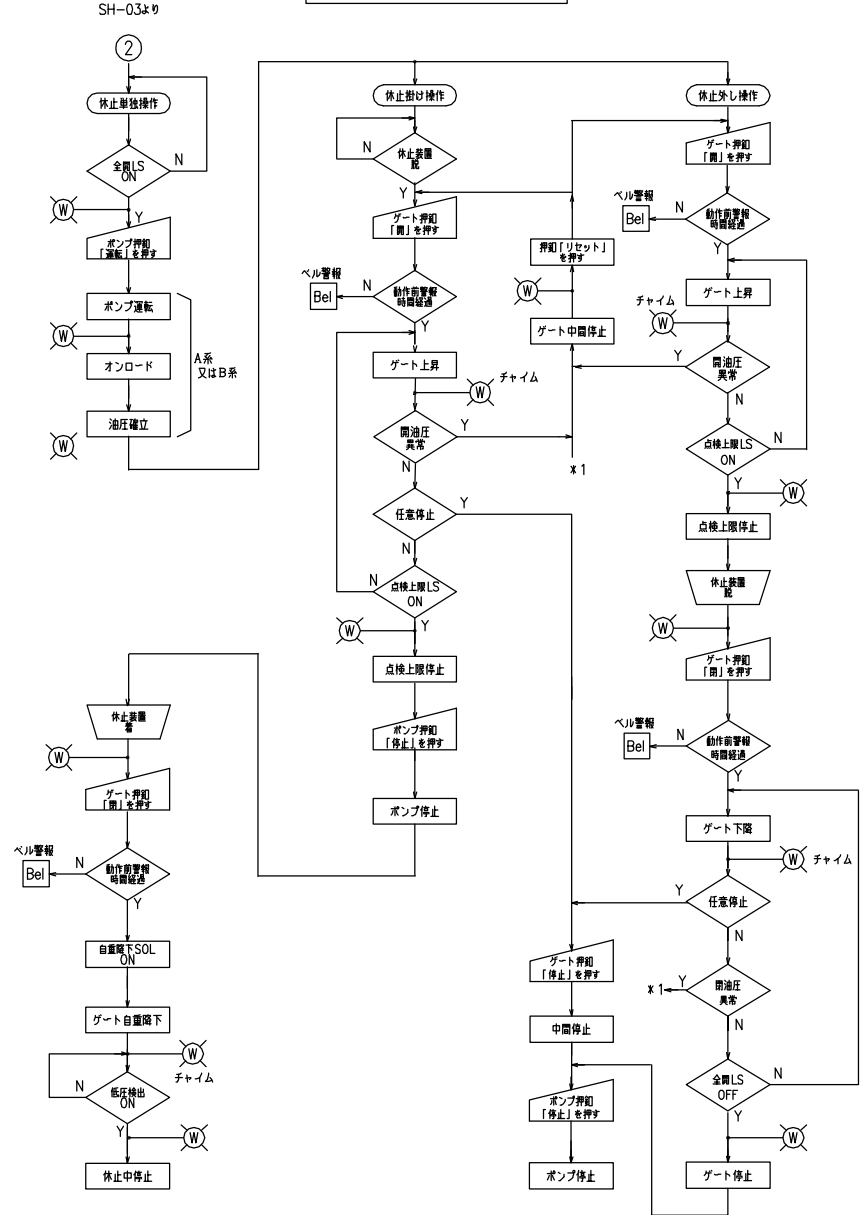 SH-03より
2
休止単独操作
全開LS
ON
N
W
Y
ポンプ押釦
「運転」を押す
ポンプ運転
W
オンロード
A系
又はB系
油圧確立
W
休止掛け操作
休止装置
脱
N
Y
ゲート押釦
「開」を押す
ベル警報
Bel
N
動作前警報
時間経過
Y
ゲート上昇
W
チャイム
開油圧
異常
Y
N
任意停止
Y
N
点検上限LS
ON
N
W
Y
点検上限停止
ポンプ押釦
「停止」を押す
ポンプ停止
押釦「リセット」
を押す
W
ゲート中間停止
*1
休止外し操作
ゲート押釦
「開」を押す
ベル警報
Bel
N
動作前警報
時間経過
Y
ゲート上昇
チャイム
W
開油圧
異常
Y
N
点検上限LS
ON
N
Y
W
点検上限停止
休止装置
脱
W
ゲート押釦
「閉」を押す
ベル警報
Bel
N
動作前警報
時間経過
Y
ゲート下降
W
チャイム
任意停止
Y
N
閉油圧
異常
*1
Y
N
全開LS
OFF
N
Y
W
ゲート停止
ゲート押釦
「停止」を押す
中間停止
ポンプ押釦
「停止」を押す
ポンプ停止
休止装置
着
W
ゲート押釦
「閉」を押す
ベル警報
Bel
N
動作前警報
時間経過
Y
自重降下SOL
ON
ゲート自重降下
W
チャイム
低圧検出
ON
N
Y
W
休止中停止